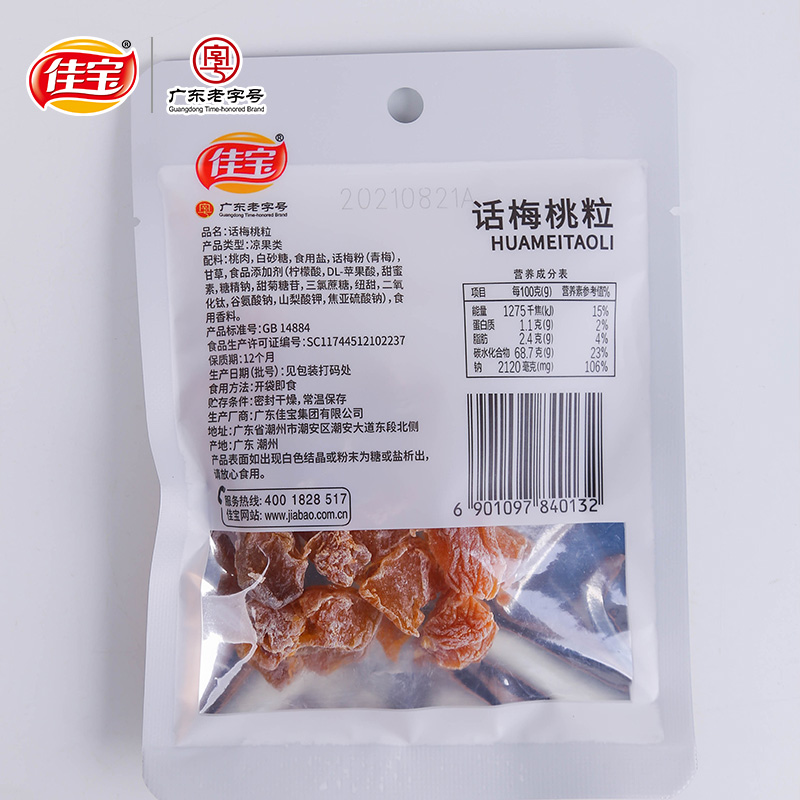 佳宝®
广东老字号
Guangdong Time-honored Brand
佳宝®
广东老字号
Guangdong Time-honored Brand
20210821A
话梅桃粒
HUAMEITAOLI
品名:话梅桃粒
产品类型:凉果类
配料:桃肉,白砂糖,食用盐,话梅粉(青梅),
甘草,食品添加剂(柠檬酸,DL-苹果酸,甜蜜
素,糖精钠,甜菊糖苷,三氯蔗糖,纽甜,二氧
化钛,谷氨酸钠,山梨酸钾,焦亚硫酸钠),食
用香料。
产品标准号:GB 14884
食品生产许可证编号:SC11744512102237
保质期:12个月
生产日期(批号):见包装打码处
食用方法:开袋即食
贮存条件:密封干燥,常温保存
生产厂商:广东佳宝集团有限公司
地址:广东省潮州市潮安区潮安大道东段北侧
产地:广东 潮州
产品表面如出现白色结晶或粉末为糖或盐析出,
请放心食用。
服务热线:400 1828 517
佳宝网站:www.jiabao.com.cn
营养成分表
项目 每100克(g) 营养素参考值%
能量 1275千焦(kJ) 15%
蛋白质 1.1克(g) 2%
脂肪 2.4克(g) 4%
碳水化合物 68.7克(g) 23%
钠 2120毫克(mg) 106%
6 901097 840132